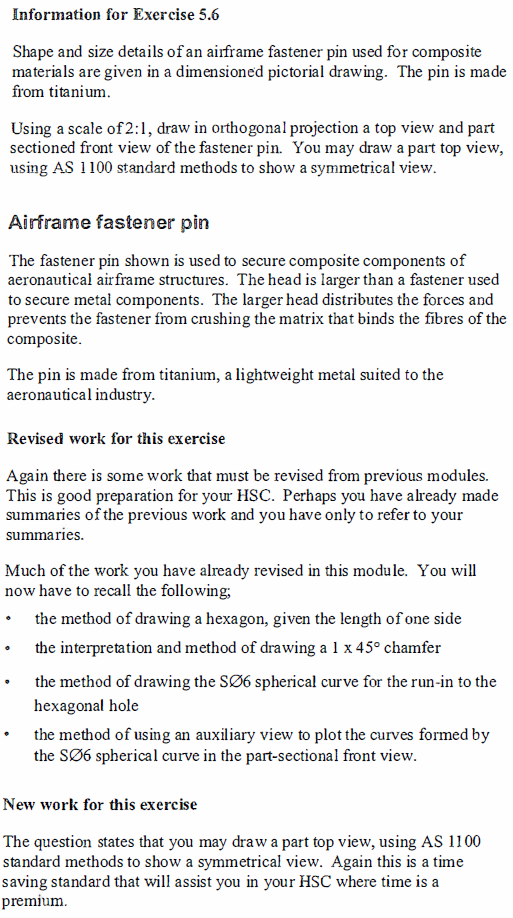 Information for Exercise 5.6
Shape and size details of an airframe fastener pin used for composite
materials are given in a dimensioned pictorial drawing. The pin is made
from titanium.
Using a scale of 2:1, draw in orthogonal projection a top view and part
sectioned front view of the fastener pin. You may draw a part top view,
using AS 1100 standard methods to show a symmetrical view.
Airframe fastener pin
The fastener pin shown is used to secure composite components of
aeronautical airframe structures. The head is larger than a fastener used
to secure metal components. The larger head distributes the forces and
prevents the fastener from crushing the matrix that binds the fibres of the
composite.
The pin is made from titanium, a lightweight metal suited to the
aeronautical industry.
Revised work for this exercise
Again there is some work that must be revised from previous modules.
This is good preparation for your HSC. Perhaps you have already made
summaries of the previous work and you have only to refer to your
summaries.
Much of the work you have already revised in this module. You will
now have to recall the following;
• the method of drawing a hexagon, given the length of one side
• the interpretation and method of drawing a 1 x 45° chamfer
• the method of drawing the SØ6 spherical curve for the run-in to the
hexagonal hole
• the method of using an auxiliary view to plot the curves formed by
the SØ6 spherical curve in the part-sectional front view.
New work for this exercise
The question states that you may draw a part top view, using AS 1100
standard methods to show a symmetrical view. Again this is a time
saving standard that will assist you in your HSC where time is a
premium.